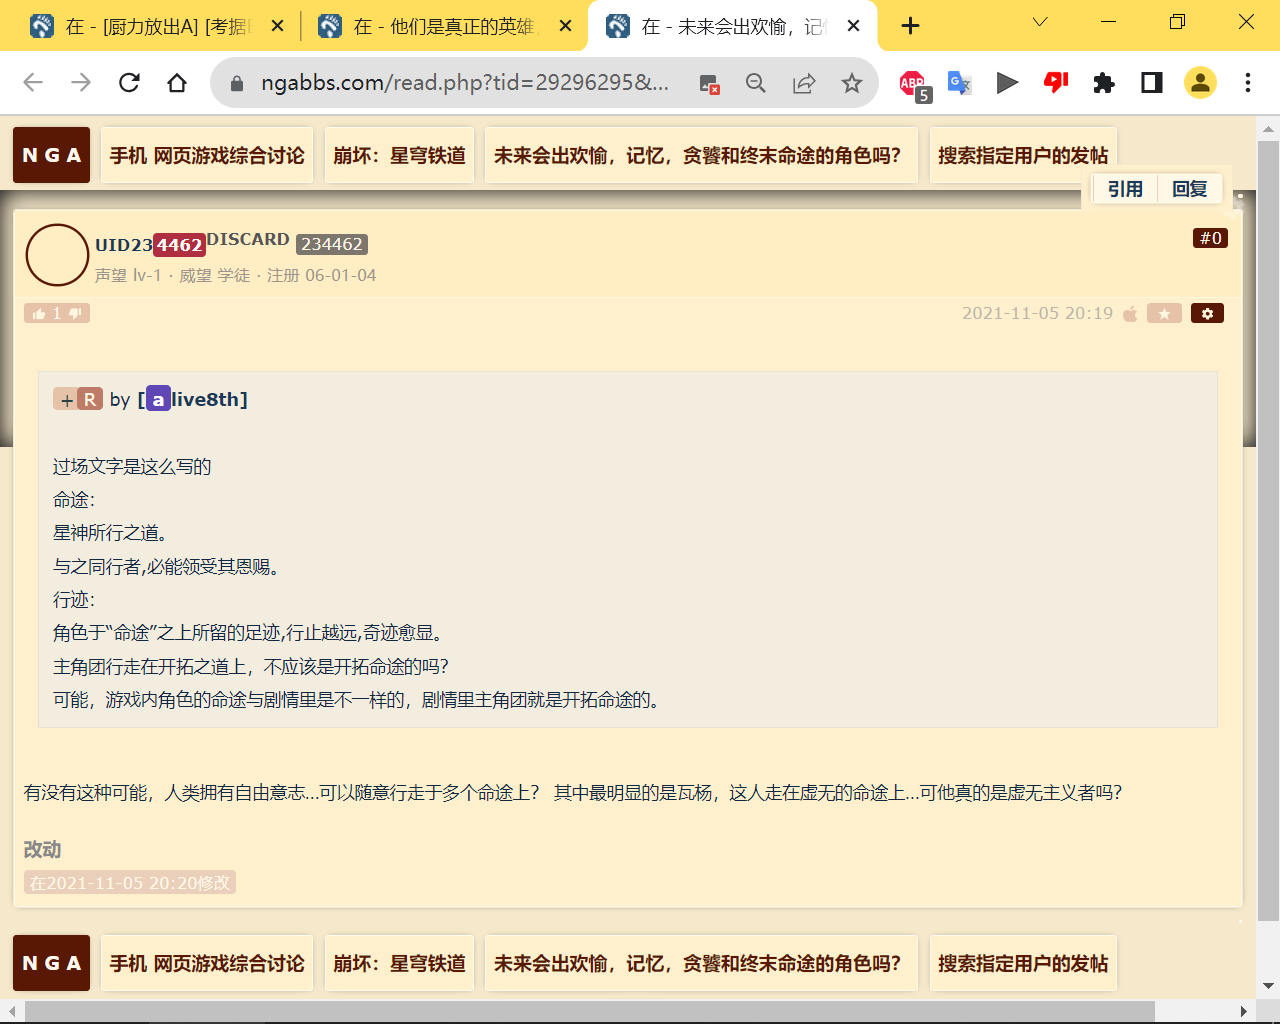 在 - [厨力放出A] [考据
在 - 他们是真正的英雄，
在 - 未来会出欢愉，记忆
ngabbs.com/read.php?tid=29296295&...
ABP
5
NGA
手机 网页游戏综合讨论
崩坏：星穹铁道
未来会出欢愉，记忆，贪饕和终末命途的角色吗？
搜索指定用户的发帖
引用
回复
UID234462
DISCARD
234462
#0
声望 lv-1 · 威望 学徒 · 注册 06-01-04
1
2021-11-05 20:19
+R by [alive8th]
过场文字是这么写的
命途：
星神所行之道。
与之同行者,必能领受其恩赐。
行迹：
角色于“命途”之上所留的足迹,行止越远,奇迹愈显。
主角团行走在开拓之道上，不应该是开拓命途的吗？
可能，游戏内角色的命途与剧情里是不一样的，剧情里主角团就是开拓命途的。
有没有这种可能，人类拥有自由意志...可以随意行走于多个命途上？ 其中最明显的是瓦杨，这人走在虚无的命途上...可他真的是虚无主义者吗？
改动
在2021-11-05 20:20修改
NGA
手机 网页游戏综合讨论
崩坏：星穹铁道
未来会出欢愉，记忆，贪饕和终末命途的角色吗？
搜索指定用户的发帖